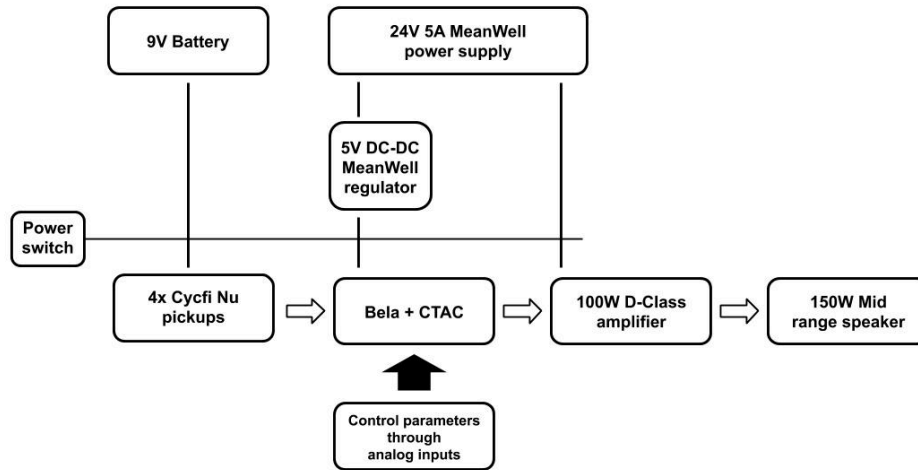 9V Battery
24V 5A MeanWell
power supply
5V DC-DC
MeanWell
regulator
Power
switch
4x Cycfi Nu
pickups
Bela + CTAC
100W D-Class
amplifier
150W Mid
range speaker
Control parameters
through
analog inputs